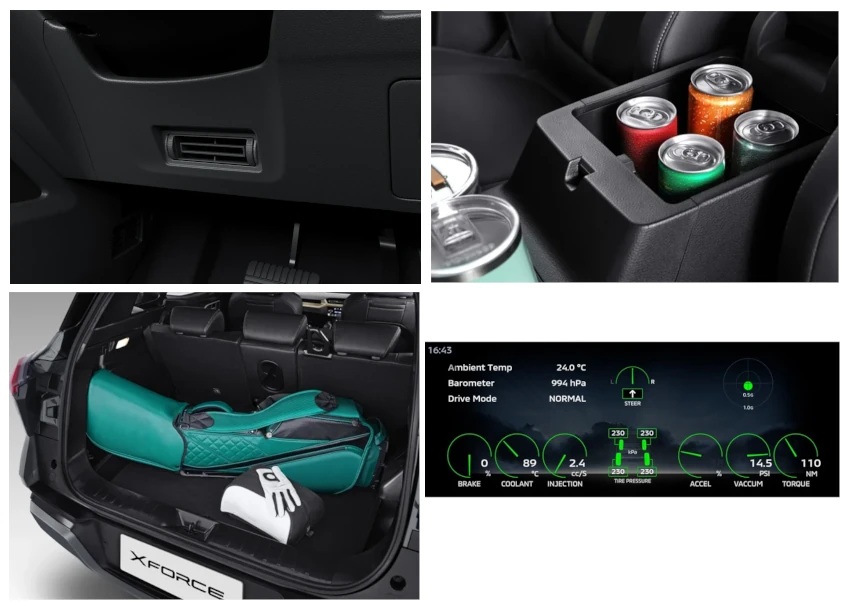 XFORCE
16:43
Ambient Temp 24.0 °C
Barometer 994 hPa
Drive Mode NORMAL
L R
STEER
0.5s
1.0s
0 %
BRAKE
89 °C
COOLANT
2.4 cc/S
INJECTION
230 230
kPa
230 230
TIRE PRESSURE
%
ACCEL
14.5 PSI
VACCUM
110 NM
TORQUE